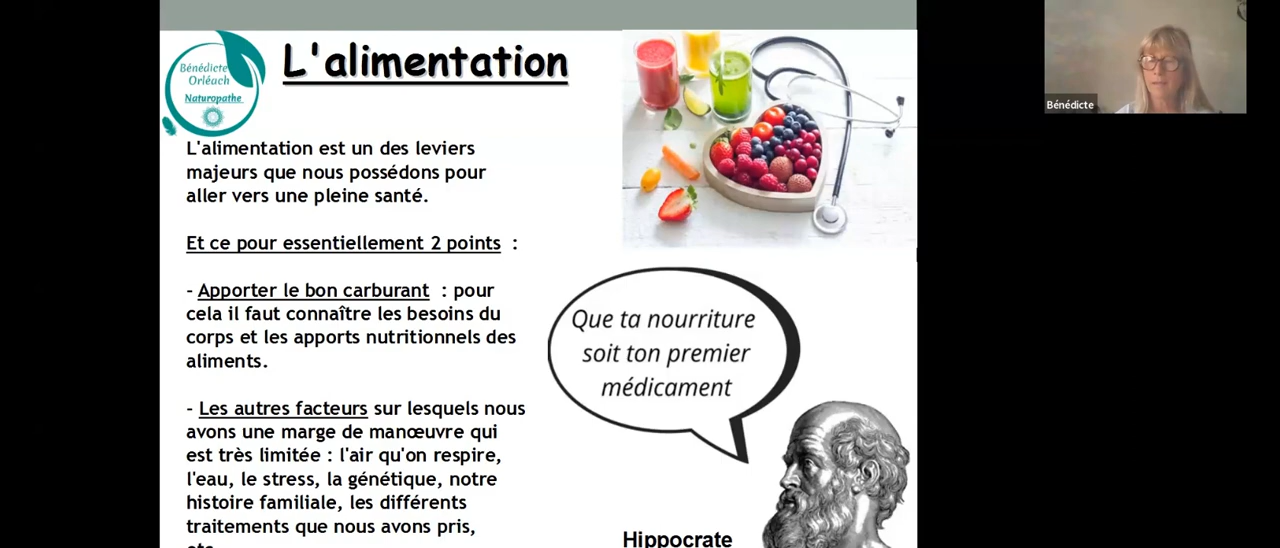 L'alimentation
Bénédicte
Orléach
Naturopathe
L'alimentation est un des leviers
majeurs que nous possédons pour
aller vers une pleine santé.
Et ce pour essentiellement 2 points :
- Apporter le bon carburant : pour
cela il faut connaître les besoins du
corps et les apports nutritionnels des
aliments.
- Les autres facteurs sur lesquels nous
avons une marge de manœuvre qui
est très limitée : l'air qu'on respire,
l'eau, le stress, la génétique, notre
histoire familiale, les différents
traitements que nous avons pris,
Que ta nourriture
soit ton premier
médicament
Hippocrate
Bénédicte